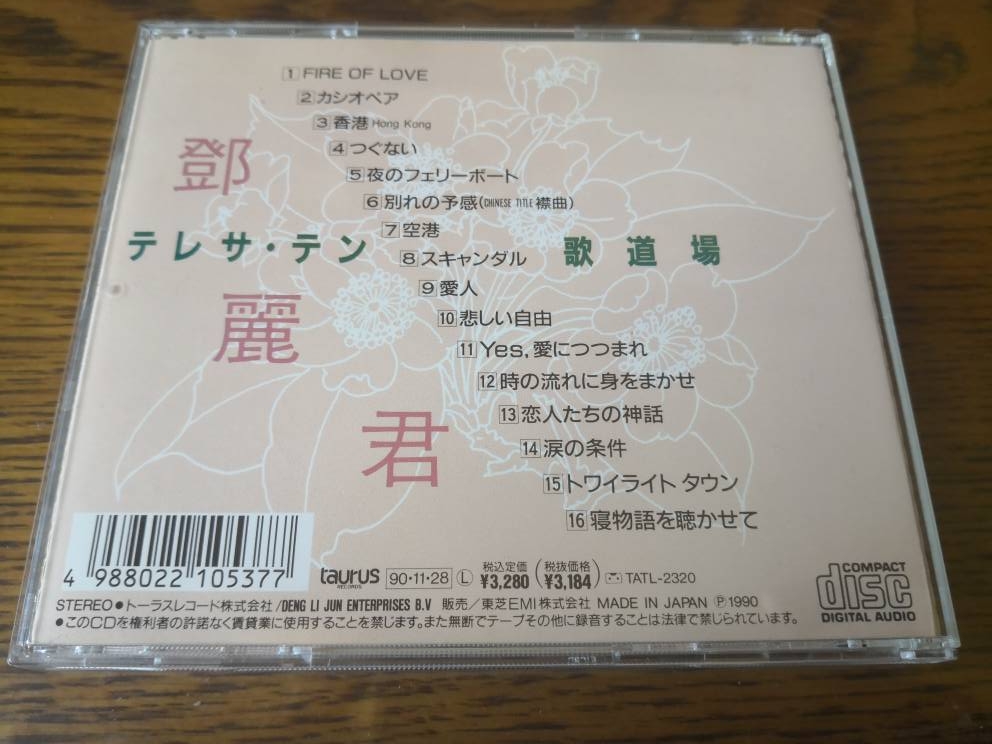 1 FIRE OF LOVE
2 カシオペア
3 香港 Hong Kong
4 つぐない
5 夜のフェリーボート
6 別れの予感(CHINESE TITLE 襟曲)
7 空港
8 スキャンダル
9 愛人
10 悲しい自由
11 Yes, 愛につつまれ
12 時の流れに身をまかせ
13 恋人たちの神話
14 涙の条件
15 トワイライト タウン
16 寝物語を聴かせて
テレサ・テン 歌道場
鄧
麗
君
4 988022 105377
taurus RECORDS 90・11・28 Ⓛ 税込定価 ¥3,280 (税抜価格 ¥3,184) TATL-2320
COMPACT disc DIGITAL AUDIO
STEREO ●トーラスレコード株式会社/DENG LI JUN ENTERPRISES B.V 販売/東芝EMI株式会社 MADE IN JAPAN Ⓟ1990
●このCDを権利者の許諾なく賃貸業に使用することを禁じます。また無断でテープその他に録音することは法律で禁じられています。